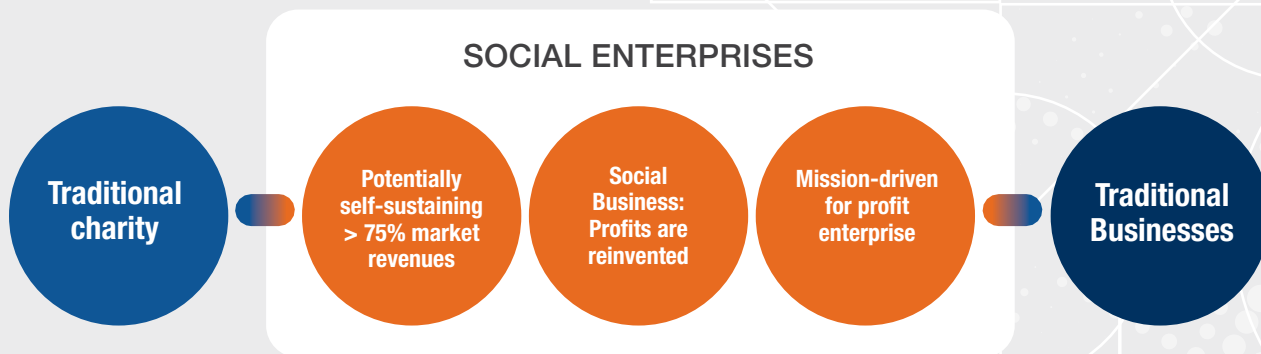 SOCIAL ENTERPRISES
Traditional
charity
Potentially
self-sustaining
> 75% market
revenues
Social
Business:
Profits are
reinvented
Mission-driven
for profit
enterprise
Traditional
Businesses